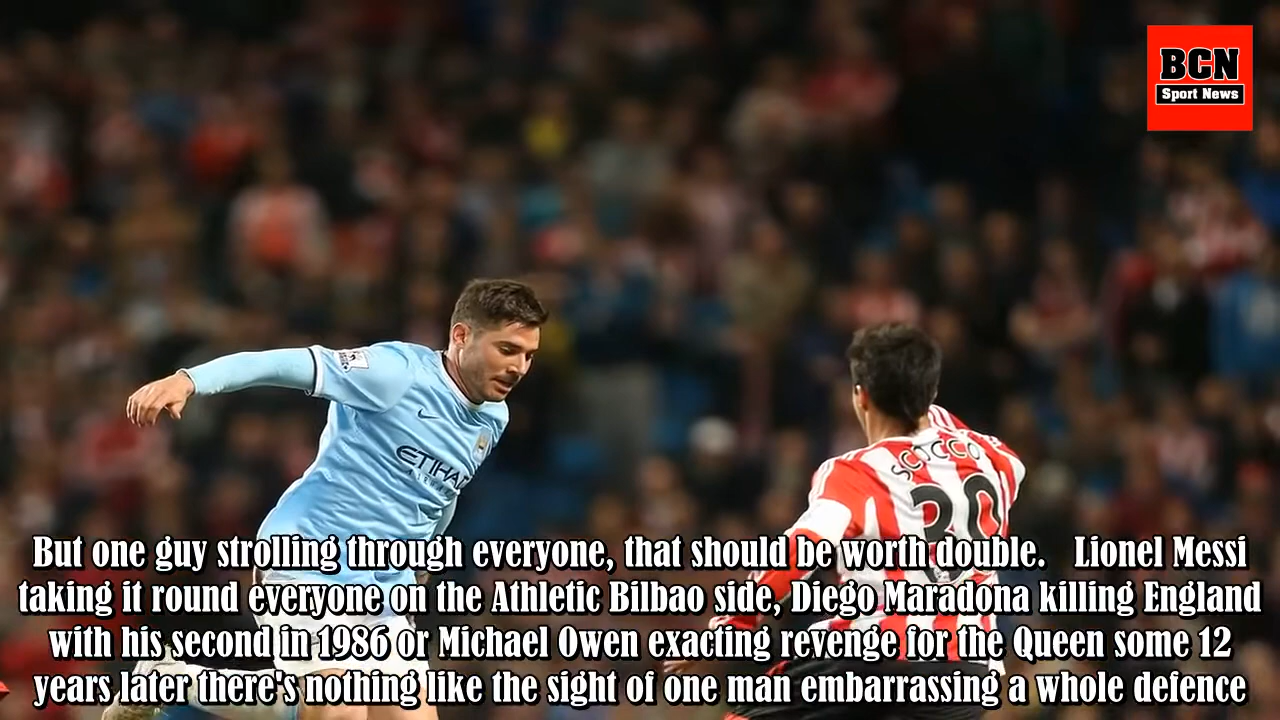 BCN
Sport News
ETIHAD
SCOCCO
30
But one guy strolling through everyone, that should be worth double. Lionel Messi
taking it round everyone on the Athletic Bilbao side, Diego Maradona killing England
with his second in 1986 or Michael Owen exacting revenge for the Queen some 12
years later there's nothing like the sight of one man embarrassing a whole defence